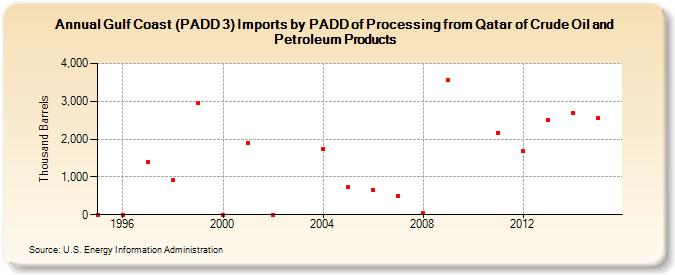 Annual Gulf Coast (PADD 3) Imports by PADD of Processing from Qatar of Crude Oil and
Petroleum Products
Thousand Barrels
4,000
3,000
2,000
1,000
0
1996
2000
2004
2008
2012
Source: U.S. Energy Information Administration